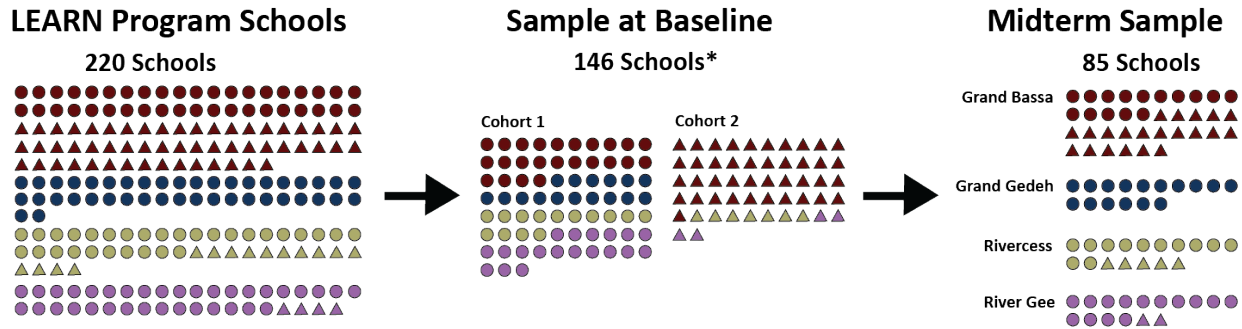 LEARN Program Schools
220 Schools
Sample at Baseline
146 Schools*
Cohort 1
Cohort 2
Midterm Sample
85 Schools
Grand Bassa
Grand Gedeh
Rivercess
River Gee